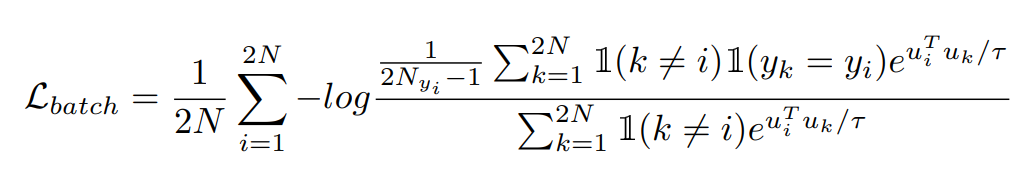 $$\mathcal{L}_{batch} = \frac{1}{2N} \sum_{i=1}^{2N} -log \frac{\frac{1}{2N_{y_i}-1} \sum_{k=1}^{2N} \mathbb{1}(k \neq i)\mathbb{1}(y_k = y_i)e^{u_i^T u_k/\tau}}{\sum_{k=1}^{2N} \mathbb{1}(k \neq i)e^{u_i^T u_k/\tau}}$$